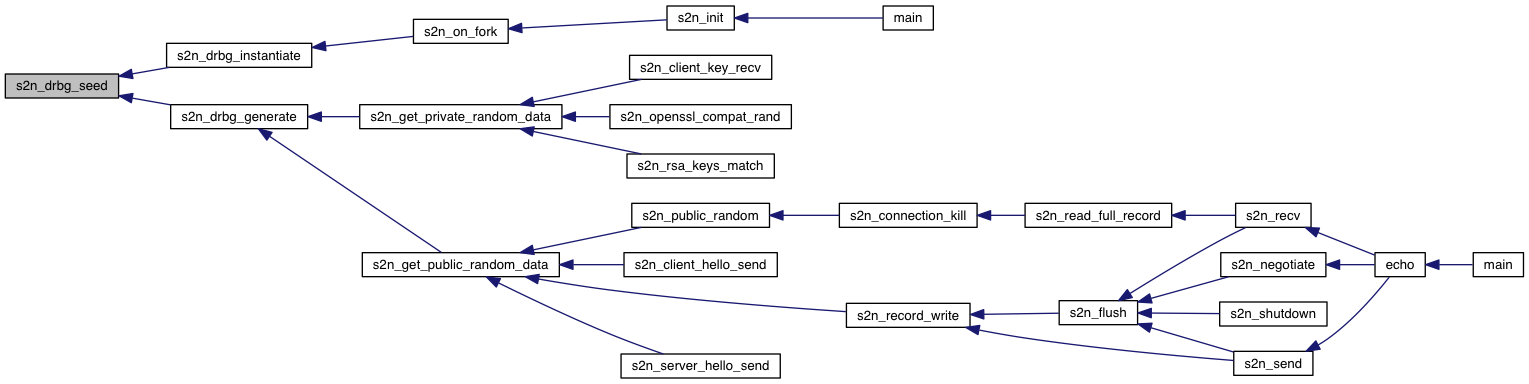 s2n_init
main
s2n_on_fork
s2n_drbg_instantiate
s2n_client_key_recv
s2n_drbg_seed
s2n_drbg_generate
s2n_get_private_random_data
s2n_openssl_compat_rand
s2n_rsa_keys_match
s2n_public_random
s2n_connection_kill
s2n_read_full_record
s2n_recv
s2n_get_public_random_data
s2n_client_hello_send
s2n_negotiate
echo
main
s2n_record_write
s2n_flush
s2n_shutdown
s2n_server_hello_send
s2n_send